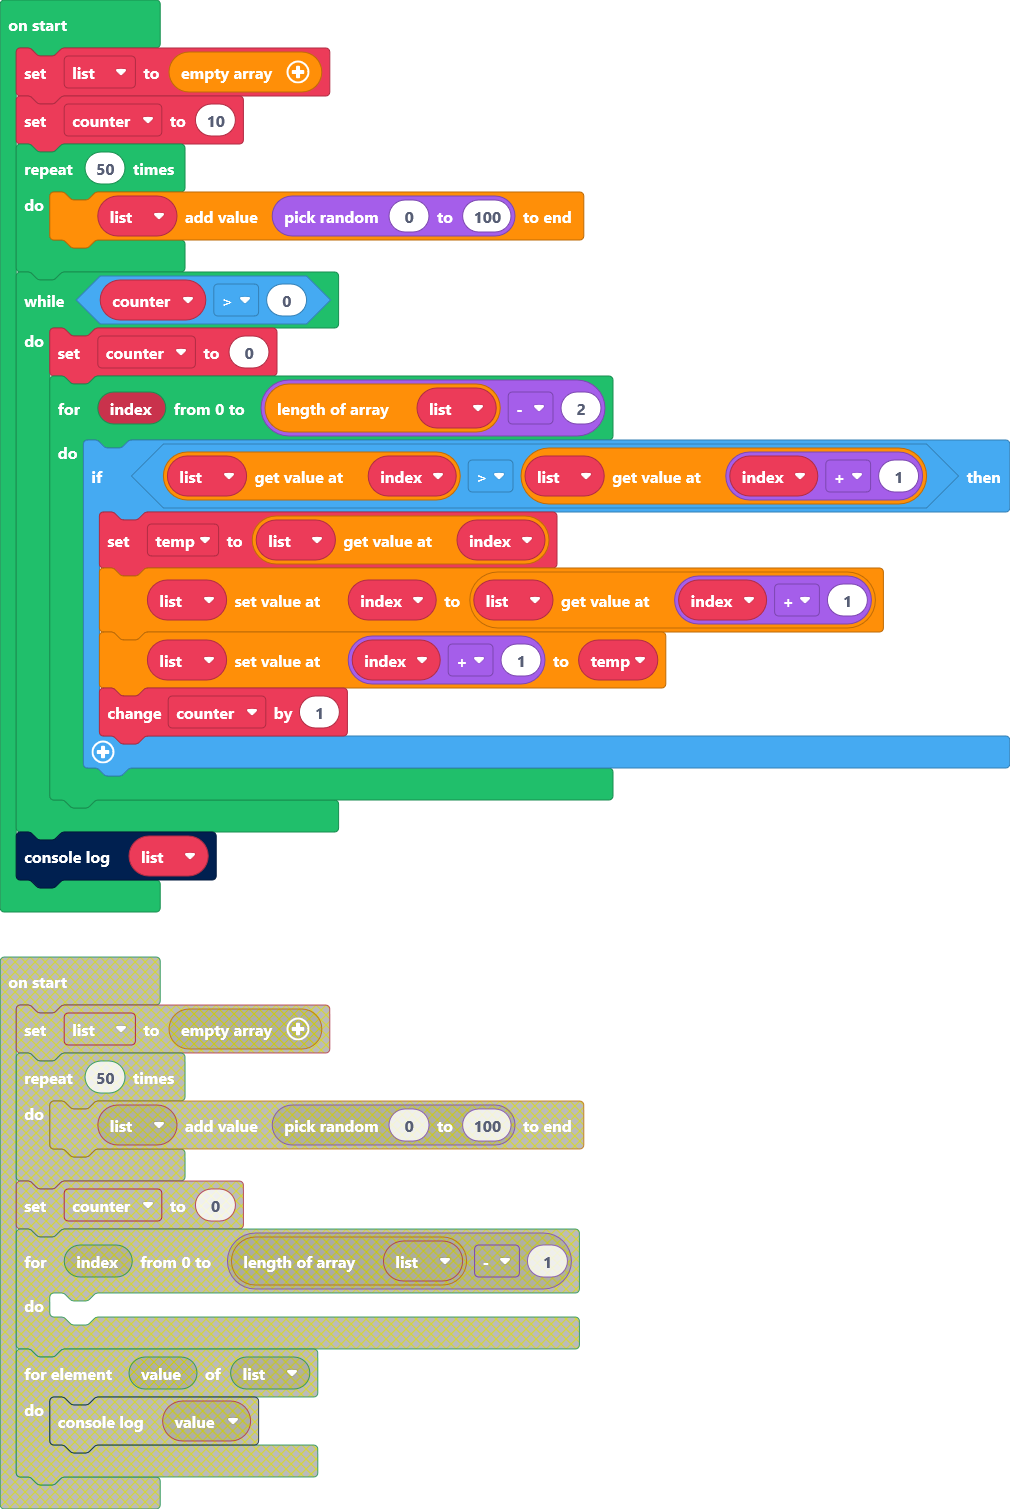 on start
set list to empty array
set counter to 10
repeat 50 times
do list add value pick random 0 to 100 to end
while counter > 0
do set counter to 0
for index from 0 to length of array list - 2
do if list get value at index > list get value at index + 1 then
set temp to list get value at index
list set value at index to list get value at index + 1
list set value at index + 1 to temp
change counter by 1
console log list
on start
set list to empty array
repeat 50 times
do list add value pick random 0 to 100 to end
set counter to 0
for index from 0 to length of array list - 1
do
for element value of list
do console log value